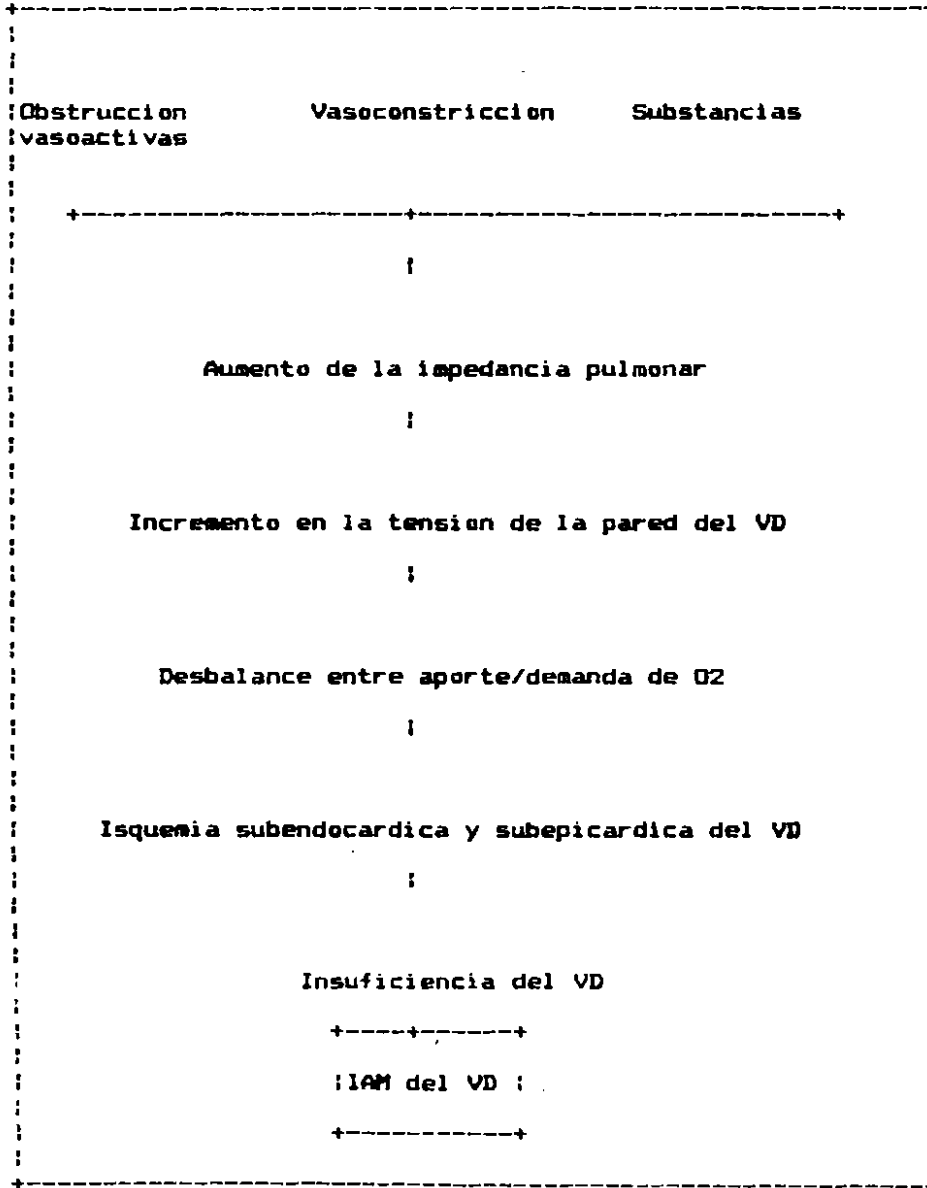 Obstruccion Vasoconstriccion Substancias
vasoactivas
Aumento de la impedancia pulmonar
Incremento en la tension de la pared del VD
Desbalance entre aporte/demanda de O2
Isquemia subendocardica y subepicardica del VD
Insuficiencia del VD
IAM del VD